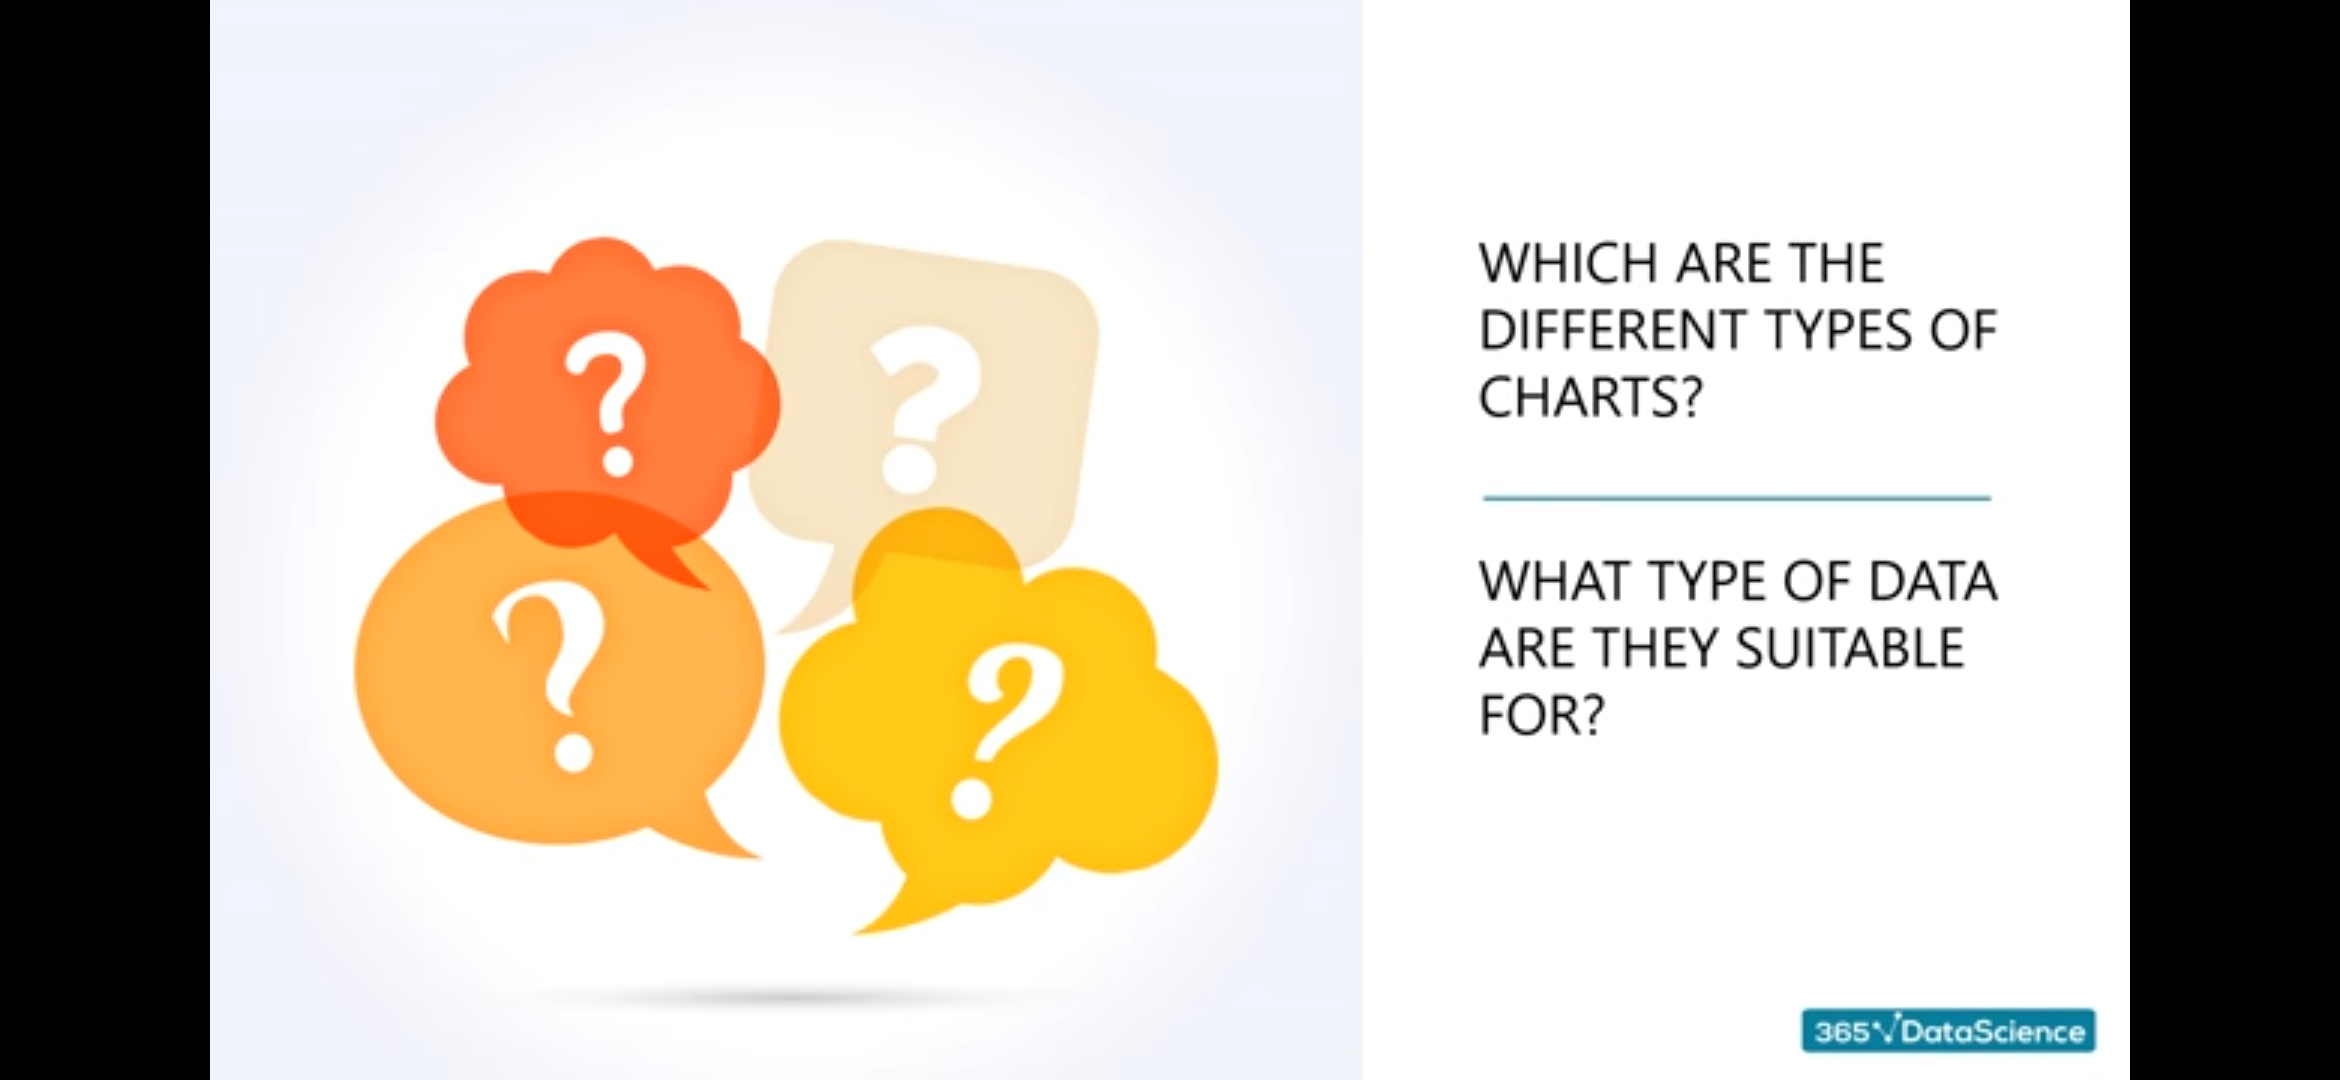 ?
?
?
?
WHICH ARE THE
DIFFERENT TYPES OF
CHARTS?
WHAT TYPE OF DATA
ARE THEY SUITABLE
FOR?
365 DataScience